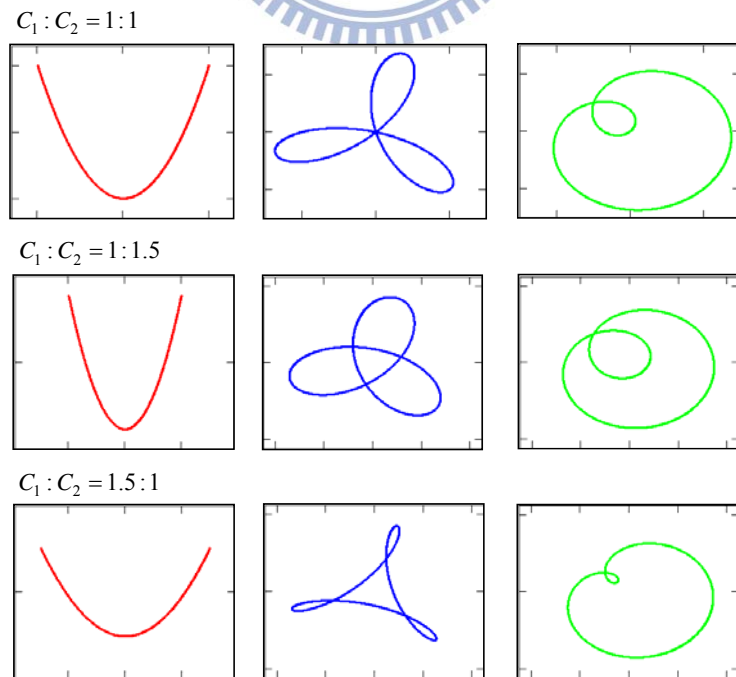 C₁ : C₂ = 1 : 1
C₁ : C₂ = 1 : 1.5
C₁ : C₂ = 1.5 : 1